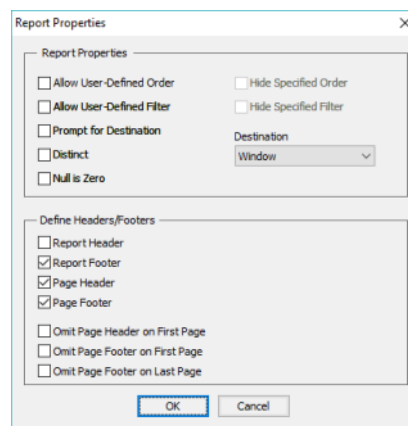 Report Properties
Report Properties
Allow User-Defined Order
Hide Specified Order
Allow User-Defined Filter
Hide Specified Filter
Prompt for Destination
Destination
Distinct
Window
Null is Zero
Define Headers/Footers
Report Header
Report Footer
Page Header
Page Footer
Omit Page Header on First Page
Omit Page Footer on First Page
Omit Page Footer on Last Page
OK
Cancel